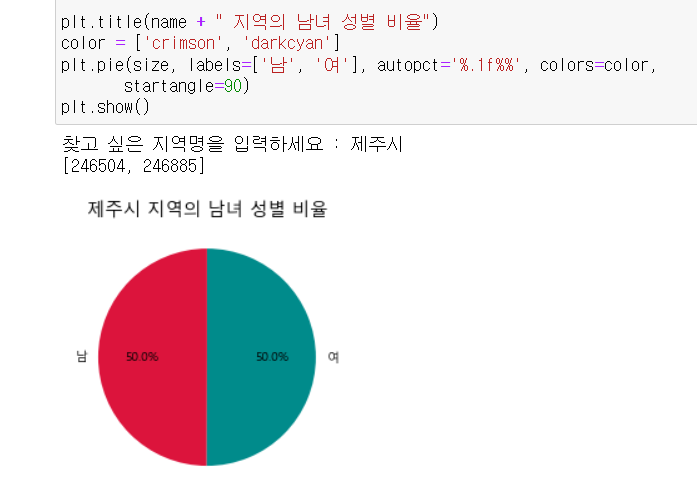 plt.title(name + " 지역의 남녀 성별 비율")
color = ['crimson', 'darkcyan']
plt.pie(size, labels=['남', '여'], autopct='%.1f%%', colors=color,
startangle=90)
plt.show()
찾고 싶은 지역명을 입력하세요 : 제주시
[246504, 246885]
제주시 지역의 남녀 성별 비율
남 50.0% 50.0% 여